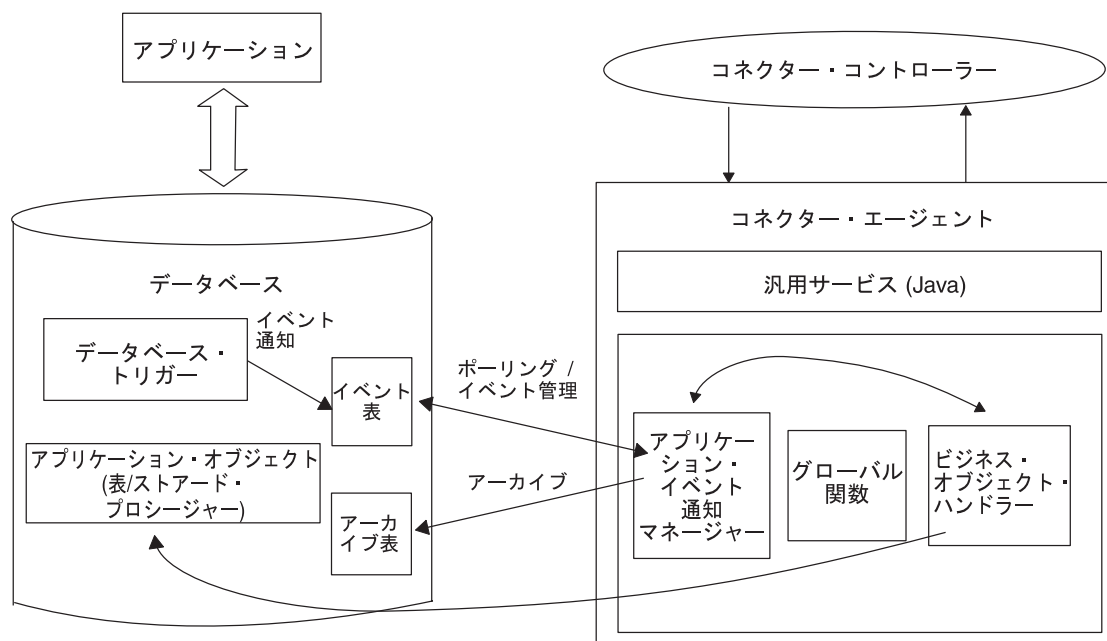 アプリケーション
コネクター・コントローラー
コネクター・エージェント
汎用サービス (Java)
データベース
イベント
通知
データベース・
トリガー
イベント
表
ポーリング /
イベント管理
アプリケーション・オブジェクト
(表/ストアード・
プロシージャー)
アーカ
イブ表
アーカイブ
アプリケー
ション・
イベント
通知
マネージャー
グローバル
関数
ビジネス・
オブジェクト・
ハンドラー